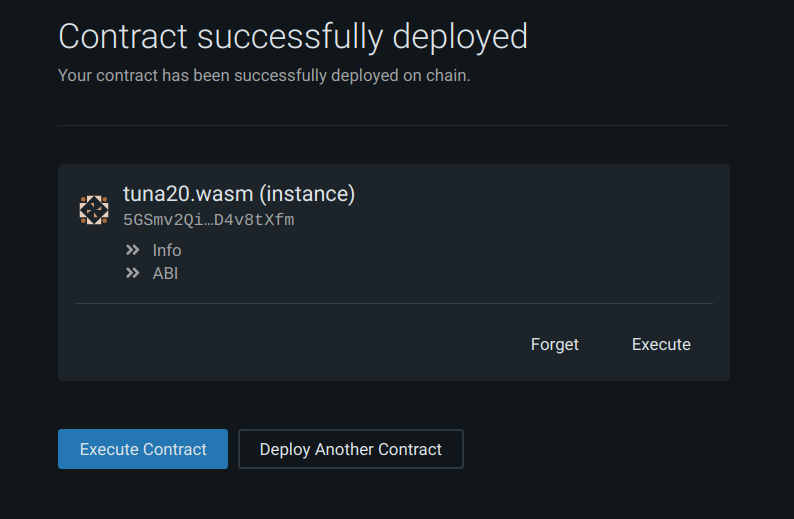 Contract successfully deployed
Your contract has been successfully deployed on chain.
tuna20.wasm (instance)
5GSmv2Qi…D4v8tXfm
Info
ABI
Forget Execute
Execute Contract Deploy Another Contract